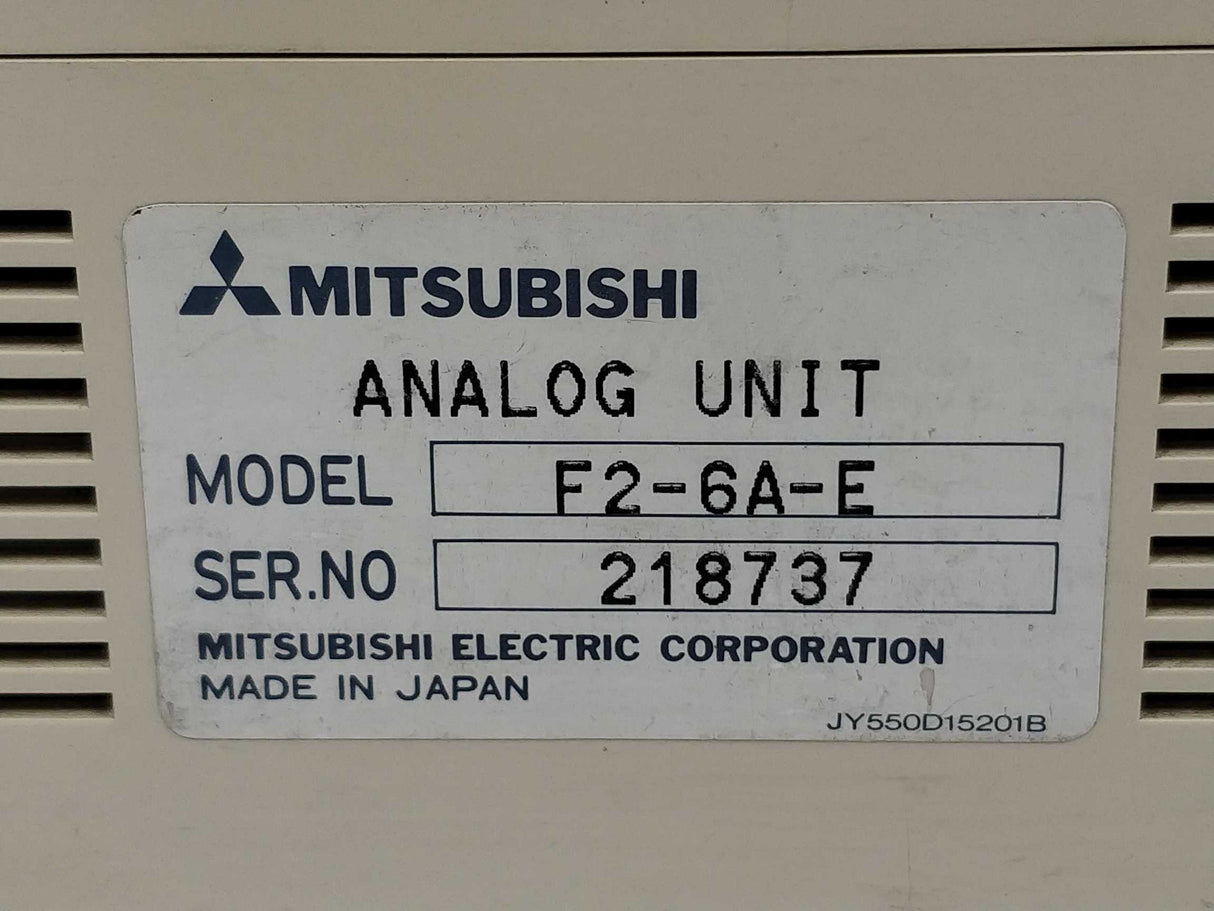 MITSUBISHI
ANALOG UNIT
MODEL F2-6A-E
SER.NO 218737
MITSUBISHI ELECTRIC CORPORATION
MADE IN JAPAN
JY550D15201B